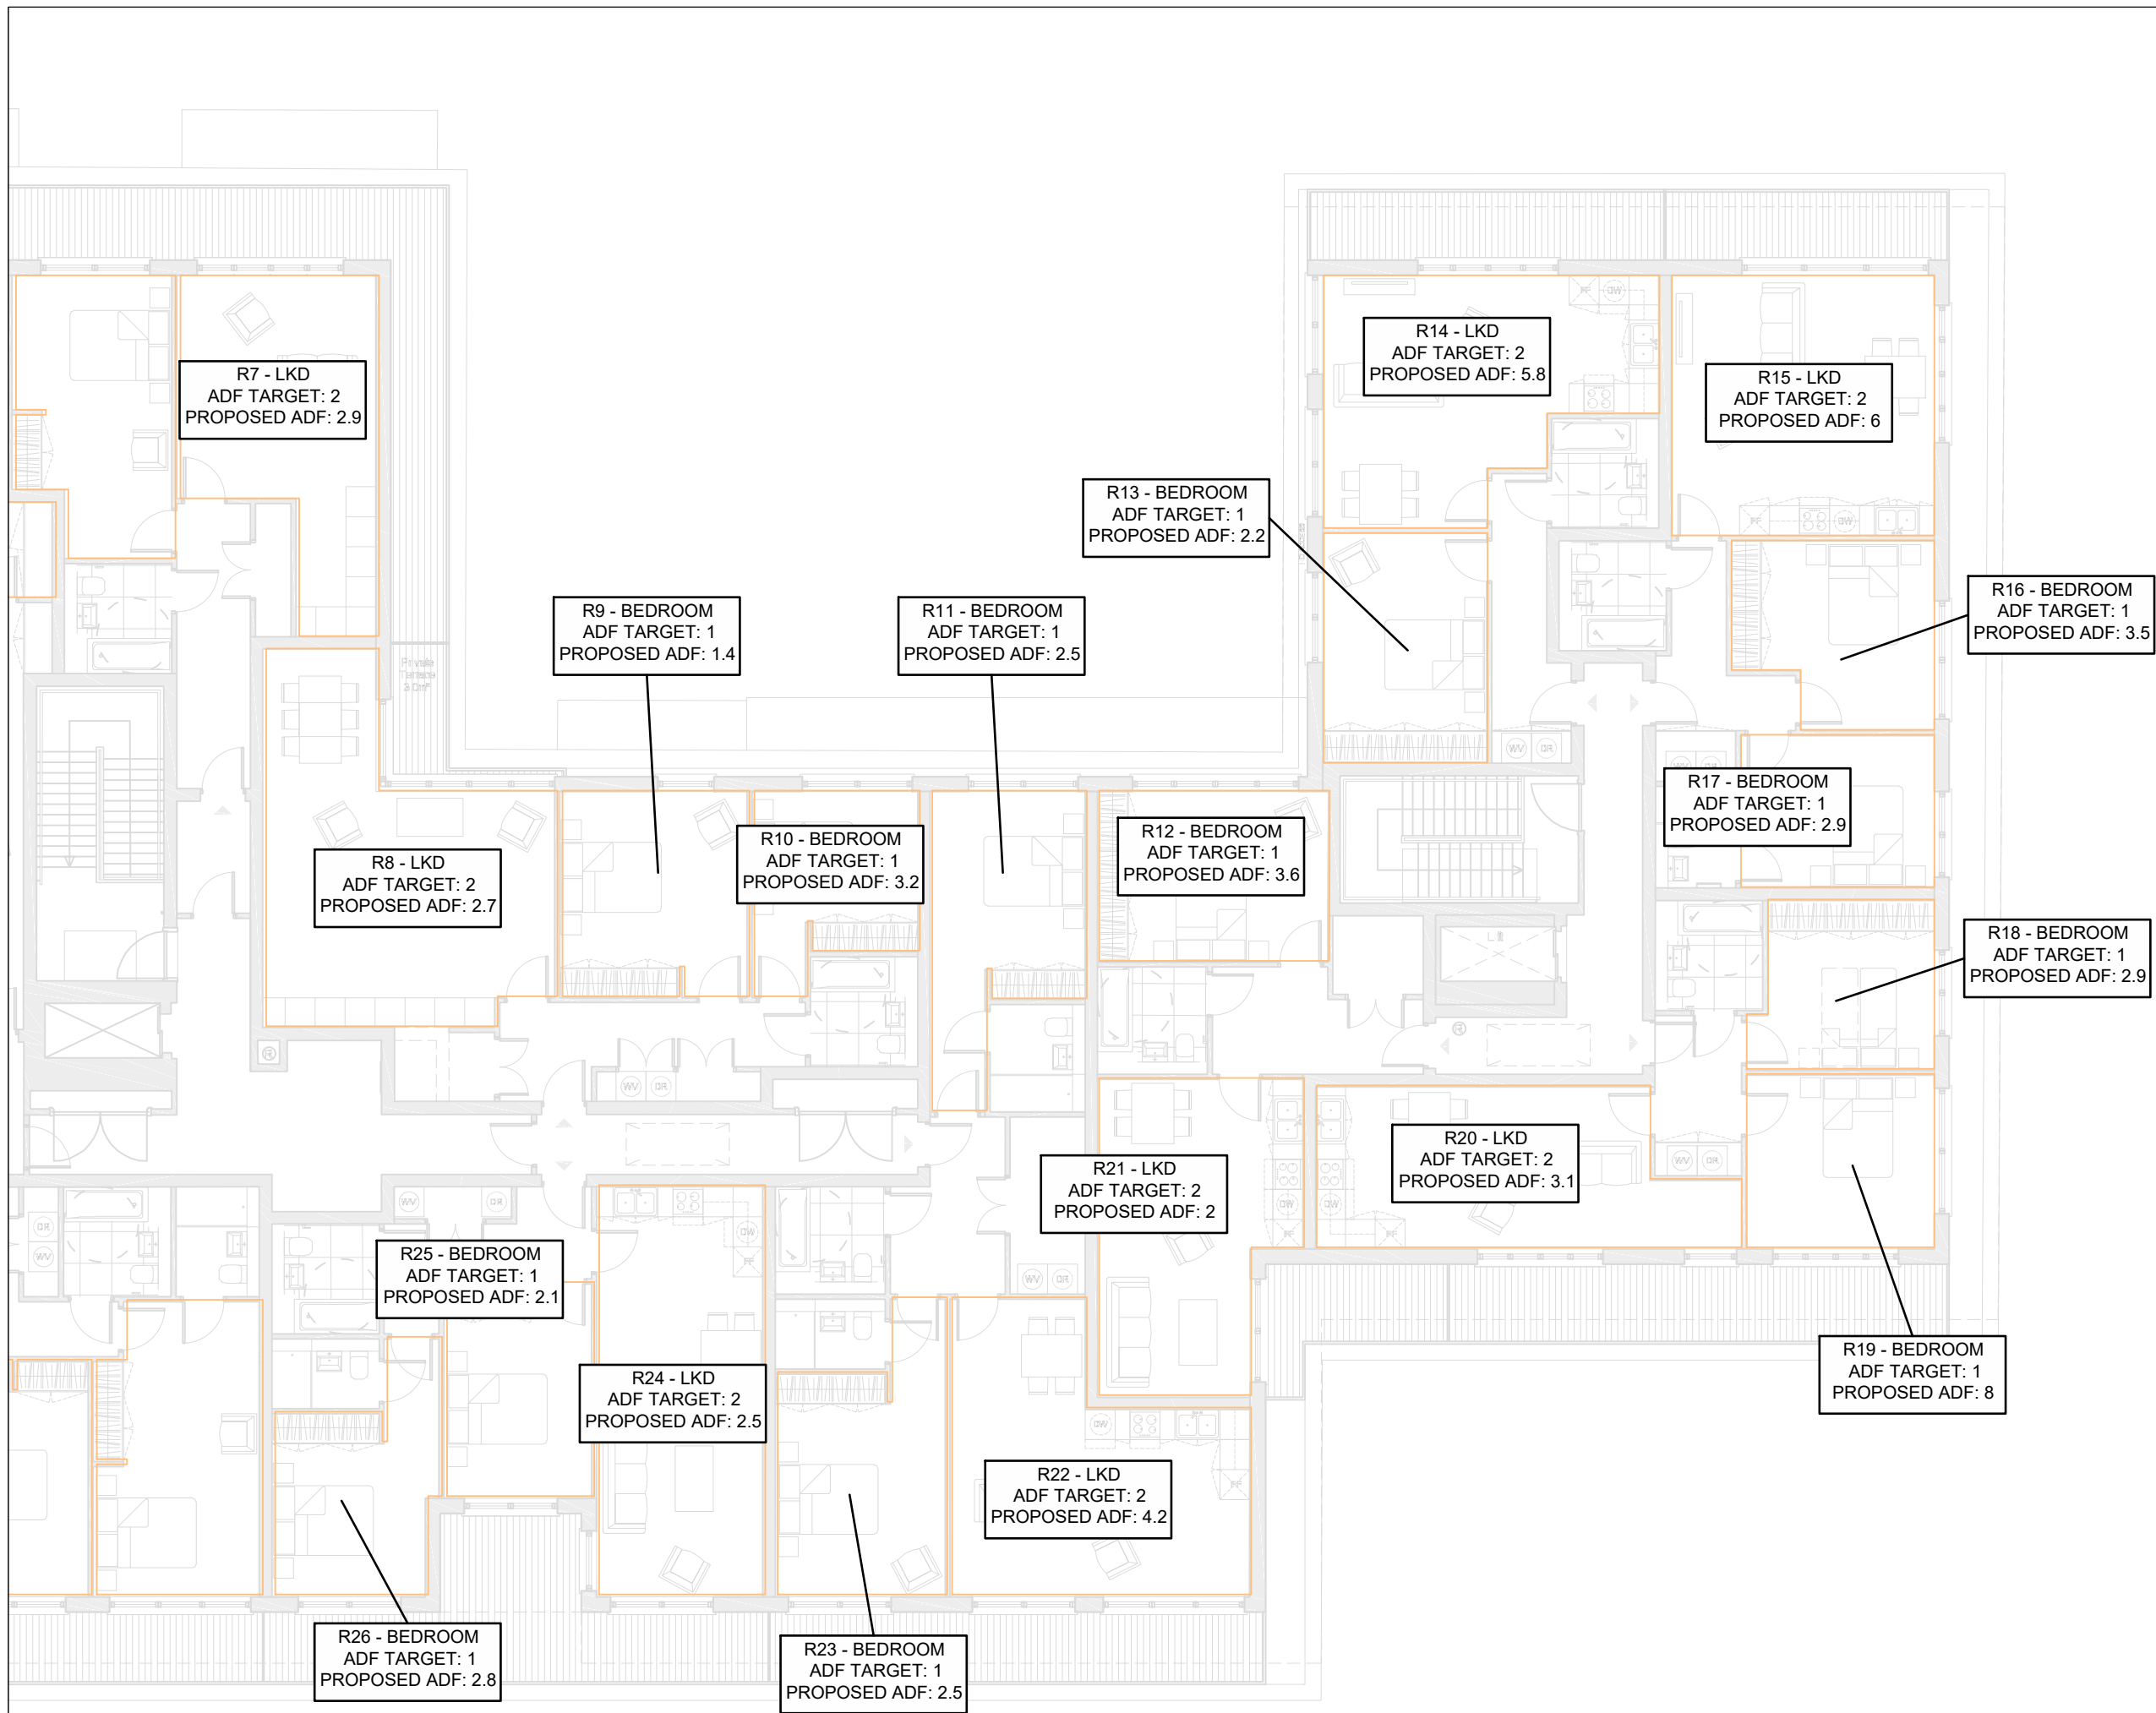 R7 - LKD
ADF TARGET: 2
PROPOSED ADF: 2.9
R14 - LKD
ADF TARGET: 2
PROPOSED ADF: 5.8
R15 - LKD
ADF TARGET: 2
PROPOSED ADF: 6
R13 - BEDROOM
ADF TARGET: 1
PROPOSED ADF: 2.2
R16 - BEDROOM
ADF TARGET: 1
PROPOSED ADF: 3.5
R9 - BEDROOM
ADF TARGET: 1
PROPOSED ADF: 1.4
R11 - BEDROOM
ADF TARGET: 1
PROPOSED ADF: 2.5
Private
Terrace
R17 - BEDROOM
ADF TARGET: 1
PROPOSED ADF: 2.9
R8 - LKD
ADF TARGET: 2
PROPOSED ADF: 2.7
R10 - BEDROOM
ADF TARGET: 1
PROPOSED ADF: 3.2
R12 - BEDROOM
ADF TARGET: 1
PROPOSED ADF: 3.6
R18 - BEDROOM
ADF TARGET: 1
PROPOSED ADF: 2.9
R21 - LKD
ADF TARGET: 2
PROPOSED ADF: 2
R20 - LKD
ADF TARGET: 2
PROPOSED ADF: 3.1
R25 - BEDROOM
ADF TARGET: 1
PROPOSED ADF: 2.1
R24 - LKD
ADF TARGET: 2
PROPOSED ADF: 2.5
R19 - BEDROOM
ADF TARGET: 1
PROPOSED ADF: 8
R22 - LKD
ADF TARGET: 2
PROPOSED ADF: 4.2
R26 - BEDROOM
ADF TARGET: 1
PROPOSED ADF: 2.8
R23 - BEDROOM
ADF TARGET: 1
PROPOSED ADF: 2.5